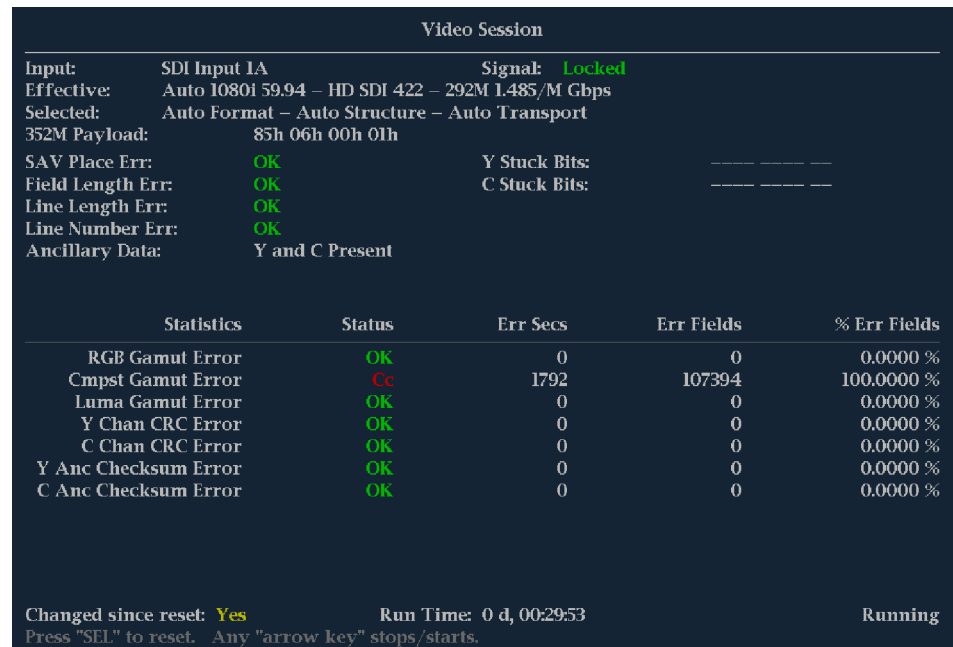 Video Session
Input: SDI Input 1A Signal: Locked
Effective: Auto 1080i 59.94 – HD SDI 422 – 292M 1.485/M Gbps
Selected: Auto Format – Auto Structure – Auto Transport
352M Payload: 85h 06h 00h 01h
SAV Place Err: OK Y Stuck Bits: –––– –––– ––
Field Length Err: OK C Stuck Bits: –––– –––– ––
Line Length Err: OK
Line Number Err: OK
Ancillary Data: Y and C Present
Statistics Status Err Secs Err Fields % Err Fields
RGB Gamut Error OK 0 0 0.0000 %
Cmpst Gamut Error Cc 1792 107394 100.0000 %
Luma Gamut Error OK 0 0 0.0000 %
Y Chan CRC Error OK 0 0 0.0000 %
C Chan CRC Error OK 0 0 0.0000 %
Y Anc Checksum Error OK 0 0 0.0000 %
C Anc Checksum Error OK 0 0 0.0000 %
Changed since reset: Yes Run Time: 0 d, 00:29:53 Running
Press "SEL" to reset. Any "arrow key" stops/starts.